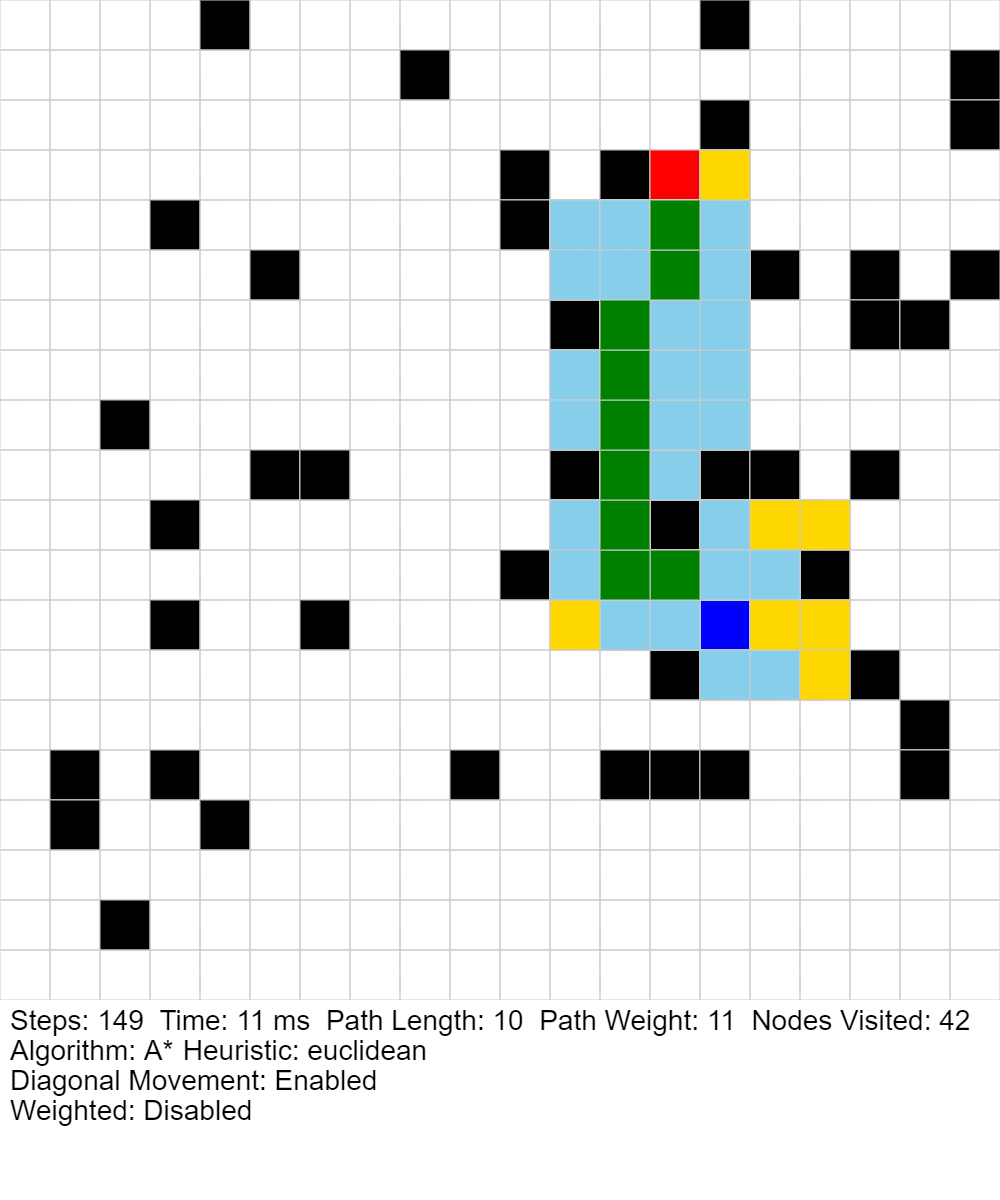 Steps: 149  Time: 11 ms  Path Length: 10  Path Weight: 11  Nodes Visited: 42
Algorithm: A* Heuristic: euclidean
Diagonal Movement: Enabled
Weighted: Disabled